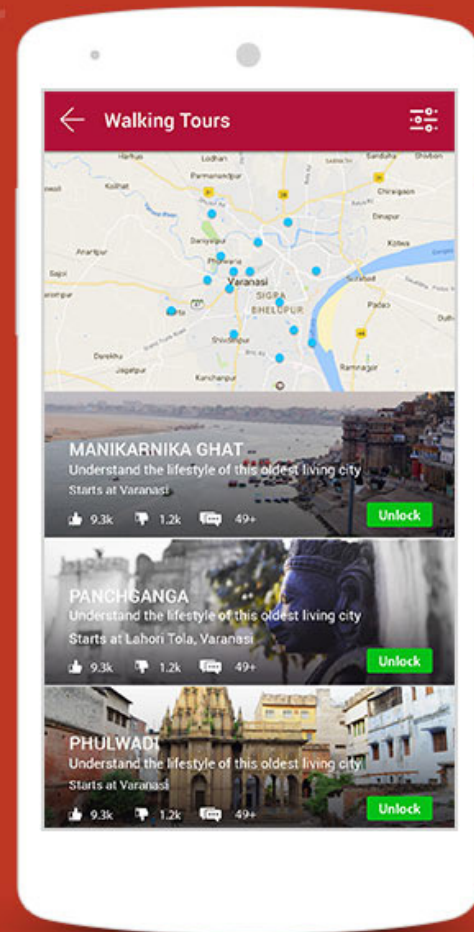 Walking Tours
Harhua
Lodhan
Sandaha
Shivbon
Parmanandpur
Koilhat
Chiraigaon
Dinapur
Anantpur
Daniyalpur
Phulwaria
Kotwa
Sajoi
Varanasi
SIGRA
BHELUPUR
Padao
Shivdaspur
Darekhu
Jagatpur
Kanchanpur
Ramnagar
MANIKARNIKA GHAT
Understand the lifestyle of this oldest living city
Starts at Varanasi
9.3k 1.2k 49+ Unlock
PANCHGANGA
Understand the lifestyle of this oldest living city
Starts at Lahori Tola, Varanasi
9.3k 1.2k 49+ Unlock
PHULWADI
Understand the lifestyle of this oldest living city
Starts at Varanasi
9.3k 1.2k 49+ Unlock